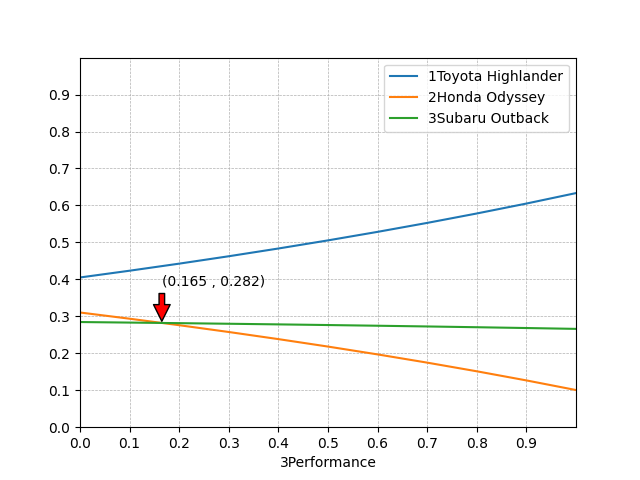 1Toyota Highlander
2Honda Odyssey
3Subaru Outback
0.9
0.8
0.7
0.6
0.5
0.4
0.3
0.2
0.1
0.0
(0.165 , 0.282)
0.0 0.1 0.2 0.3 0.4 0.5 0.6 0.7 0.8 0.9
3Performance